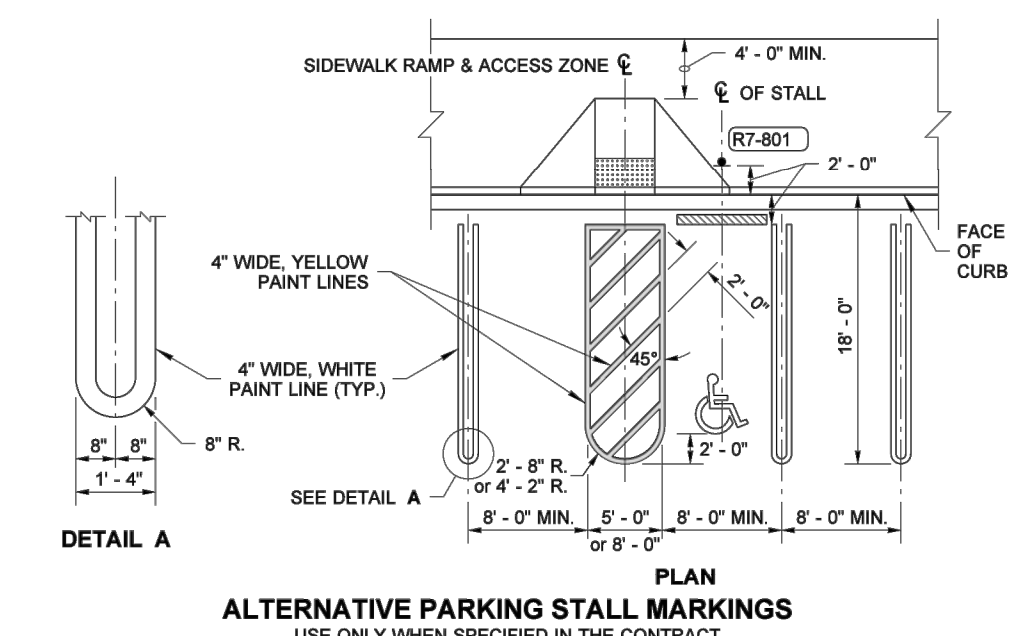 SIDEWALK RAMP & ACCESS ZONE ℄
4' - 0" MIN.
℄ OF STALL
R7-801
2' - 0"
FACE
OF
CURB
4" WIDE, YELLOW
PAINT LINES
2' - 0"
18' - 0"
45°
4" WIDE, WHITE
PAINT LINE (TYP.)
8" 8"
8" R.
1' - 4"
2' - 0"
2' - 8" R.
or 4' - 2" R.
SEE DETAIL A
8' - 0" MIN. 5' - 0" 8' - 0" MIN. 8' - 0" MIN.
or 8' - 0"
DETAIL A
PLAN
ALTERNATIVE PARKING STALL MARKINGS
USE ONLY WHEN SPECIFIED IN THE CONTRACT